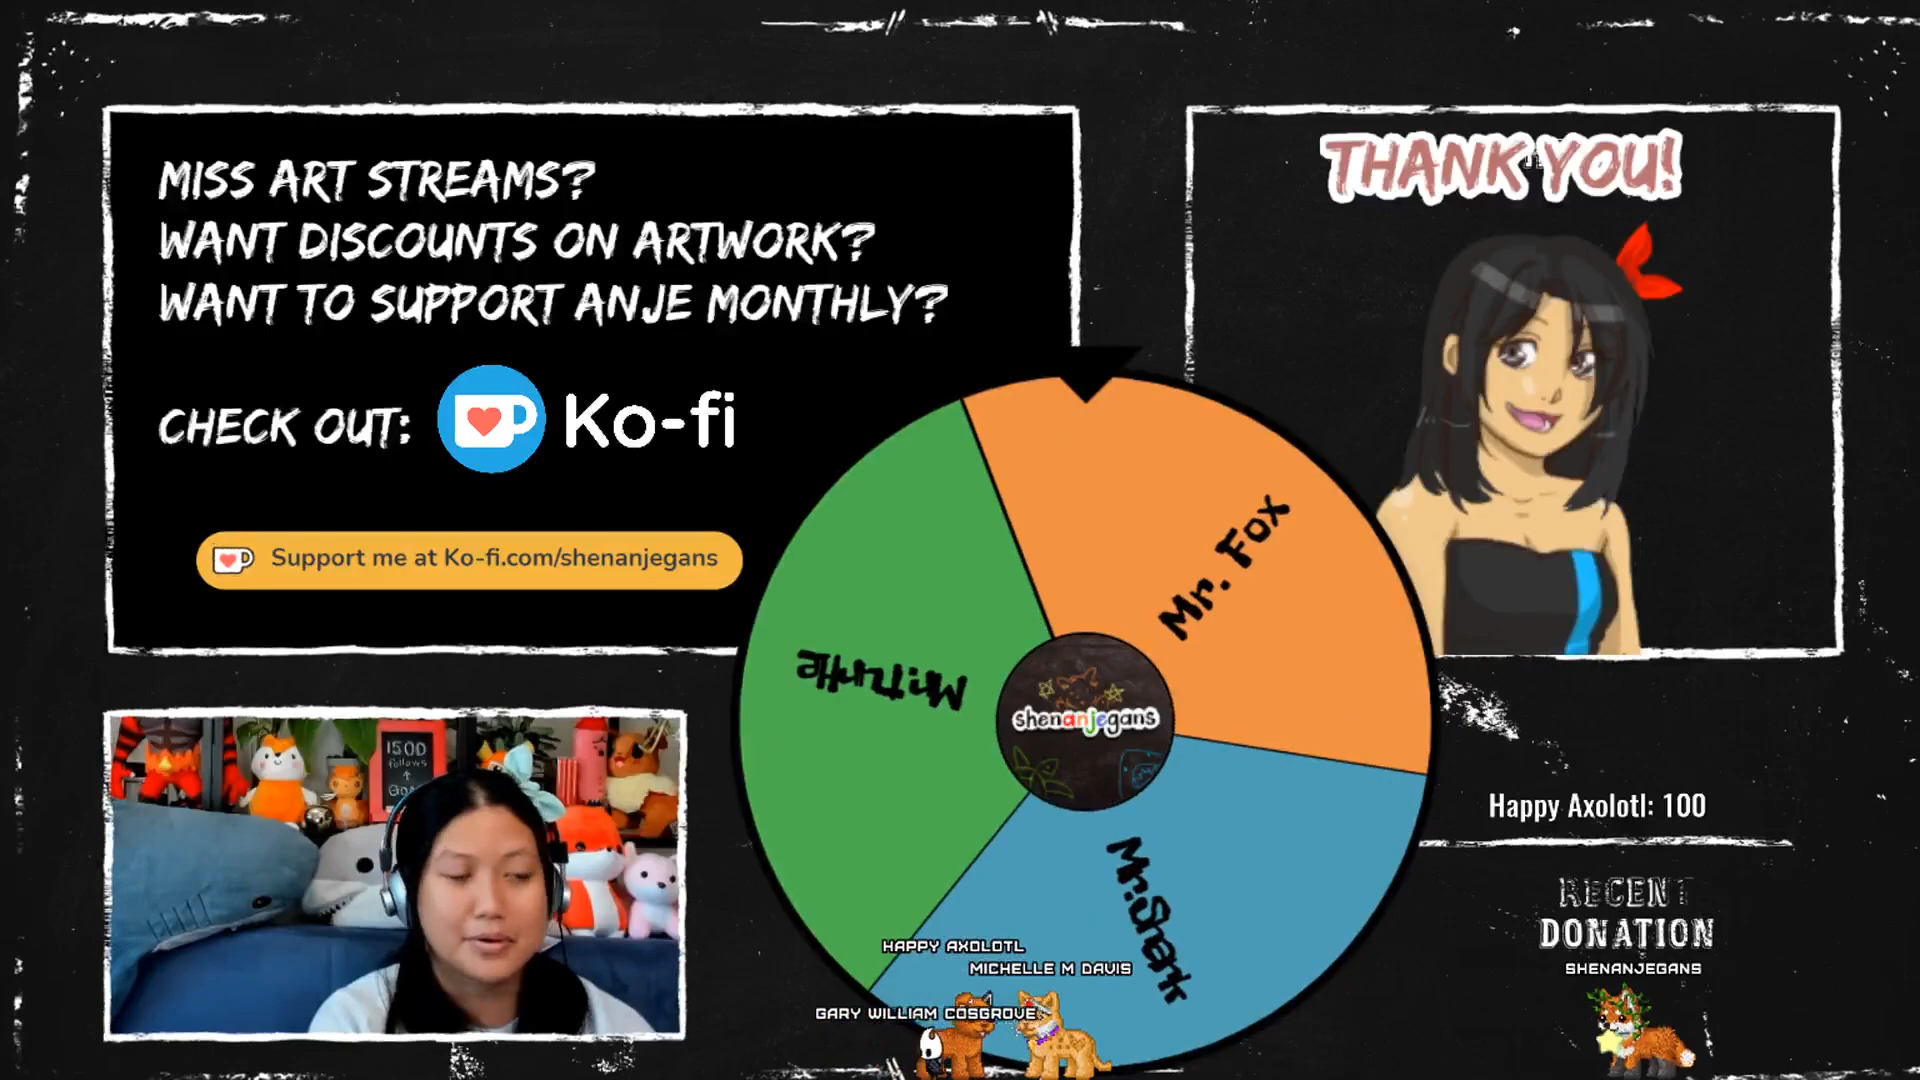 MISS ART STREAMS?
WANT DISCOUNTS ON ARTWORK?
WANT TO SUPPORT ANJE MONTHLY?
CHECK OUT:
Ko-fi
Support me at Ko-fi.com/shenanjegans
THANK YOU!
Mr. Fox
Mr. Shark
shenanjegans
1500
follows
Happy Axolotl: 100
RECENT
DONATION
SHENANJEGANS
HAPPY AXOLOTL
MICHELLE M DAVIS
GARY WILLIAM COSGROVE